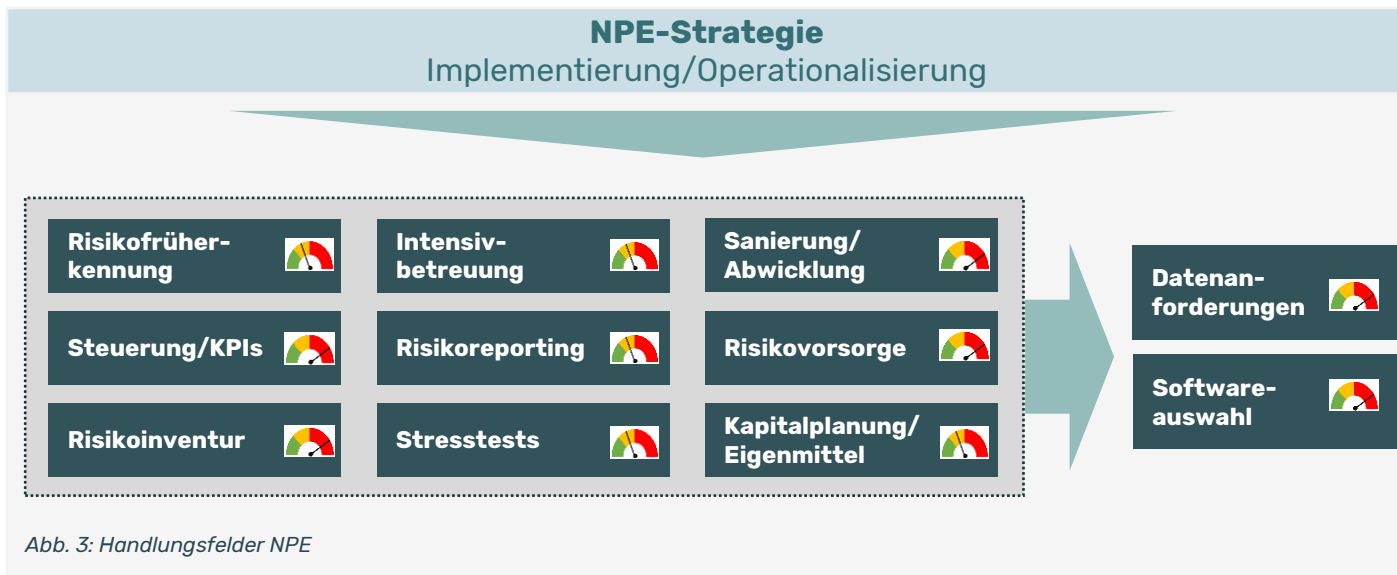 NPE-Strategie
Implementierung/Operationalisierung
Risikofrüher-
kennung
Intensiv-
betreuung
Sanierung/
Abwicklung
Steuerung/KPIs
Risikoreporting
Risikovorsorge
Risikoinventur
Stresstests
Kapitalplanung/
Eigenmittel
Datenan-
forderungen
Software-
auswahl
Abb. 3: Handlungsfelder NPE